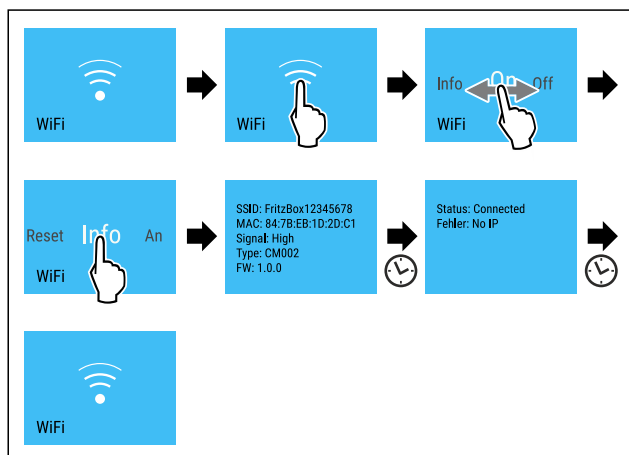 WiFi
WiFi
Info On Off
WiFi
Reset Info An
WiFi
SSID: FritzBox12345678
MAC: 84:7B:EB:1D:2D:C1
Signal: High
Type: CM002
FW: 1.0.0
Status: Connected
Fehler: No IP
WiFi